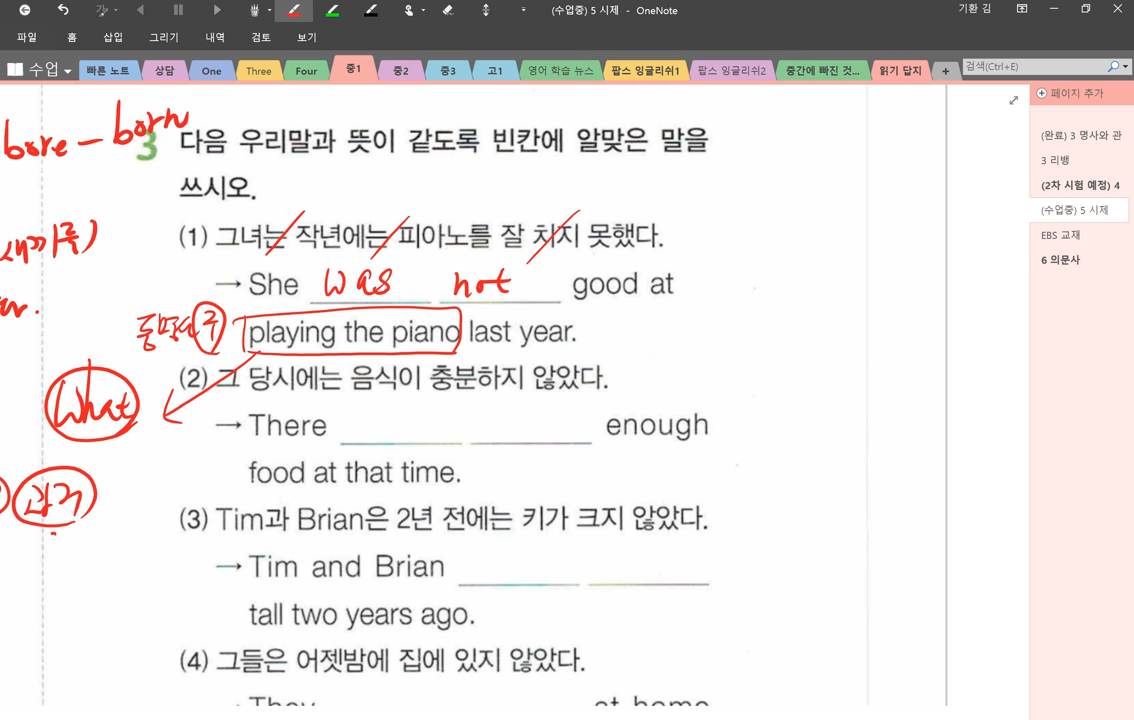 (수업중) 5 시제 - OneNote
기환 김
파일 홈 삽입 그리기 내역 검토 보기
수업 빠른 노트 상담 One Three Four 중1 중2 중3 고1 영어 학습 뉴스 팝스 잉글리쉬1 팝스 잉글리쉬2 중간에 빠진 것... 읽기 답지 + 검색(Ctrl+E)
페이지 추가
(완료) 3 명사와 관
3 리뱅
(2차 시험 예정) 4
(수업중) 5 시제
EBS 교재
6 의문사
bore - born
3 다음 우리말과 뜻이 같도록 빈칸에 알맞은 말을
쓰시오.
(1) 그녀는 작년에는 피아노를 잘 치지 못했다.
→ She was not good at
playing the piano last year.
(2) 그 당시에는 음식이 충분하지 않았다.
What
→ There enough
food at that time.
과거
(3) Tim과 Brian은 2년 전에는 키가 크지 않았다.
→ Tim and Brian
tall two years ago.
(4) 그들은 어젯밤에 집에 있지 않았다.
They at home